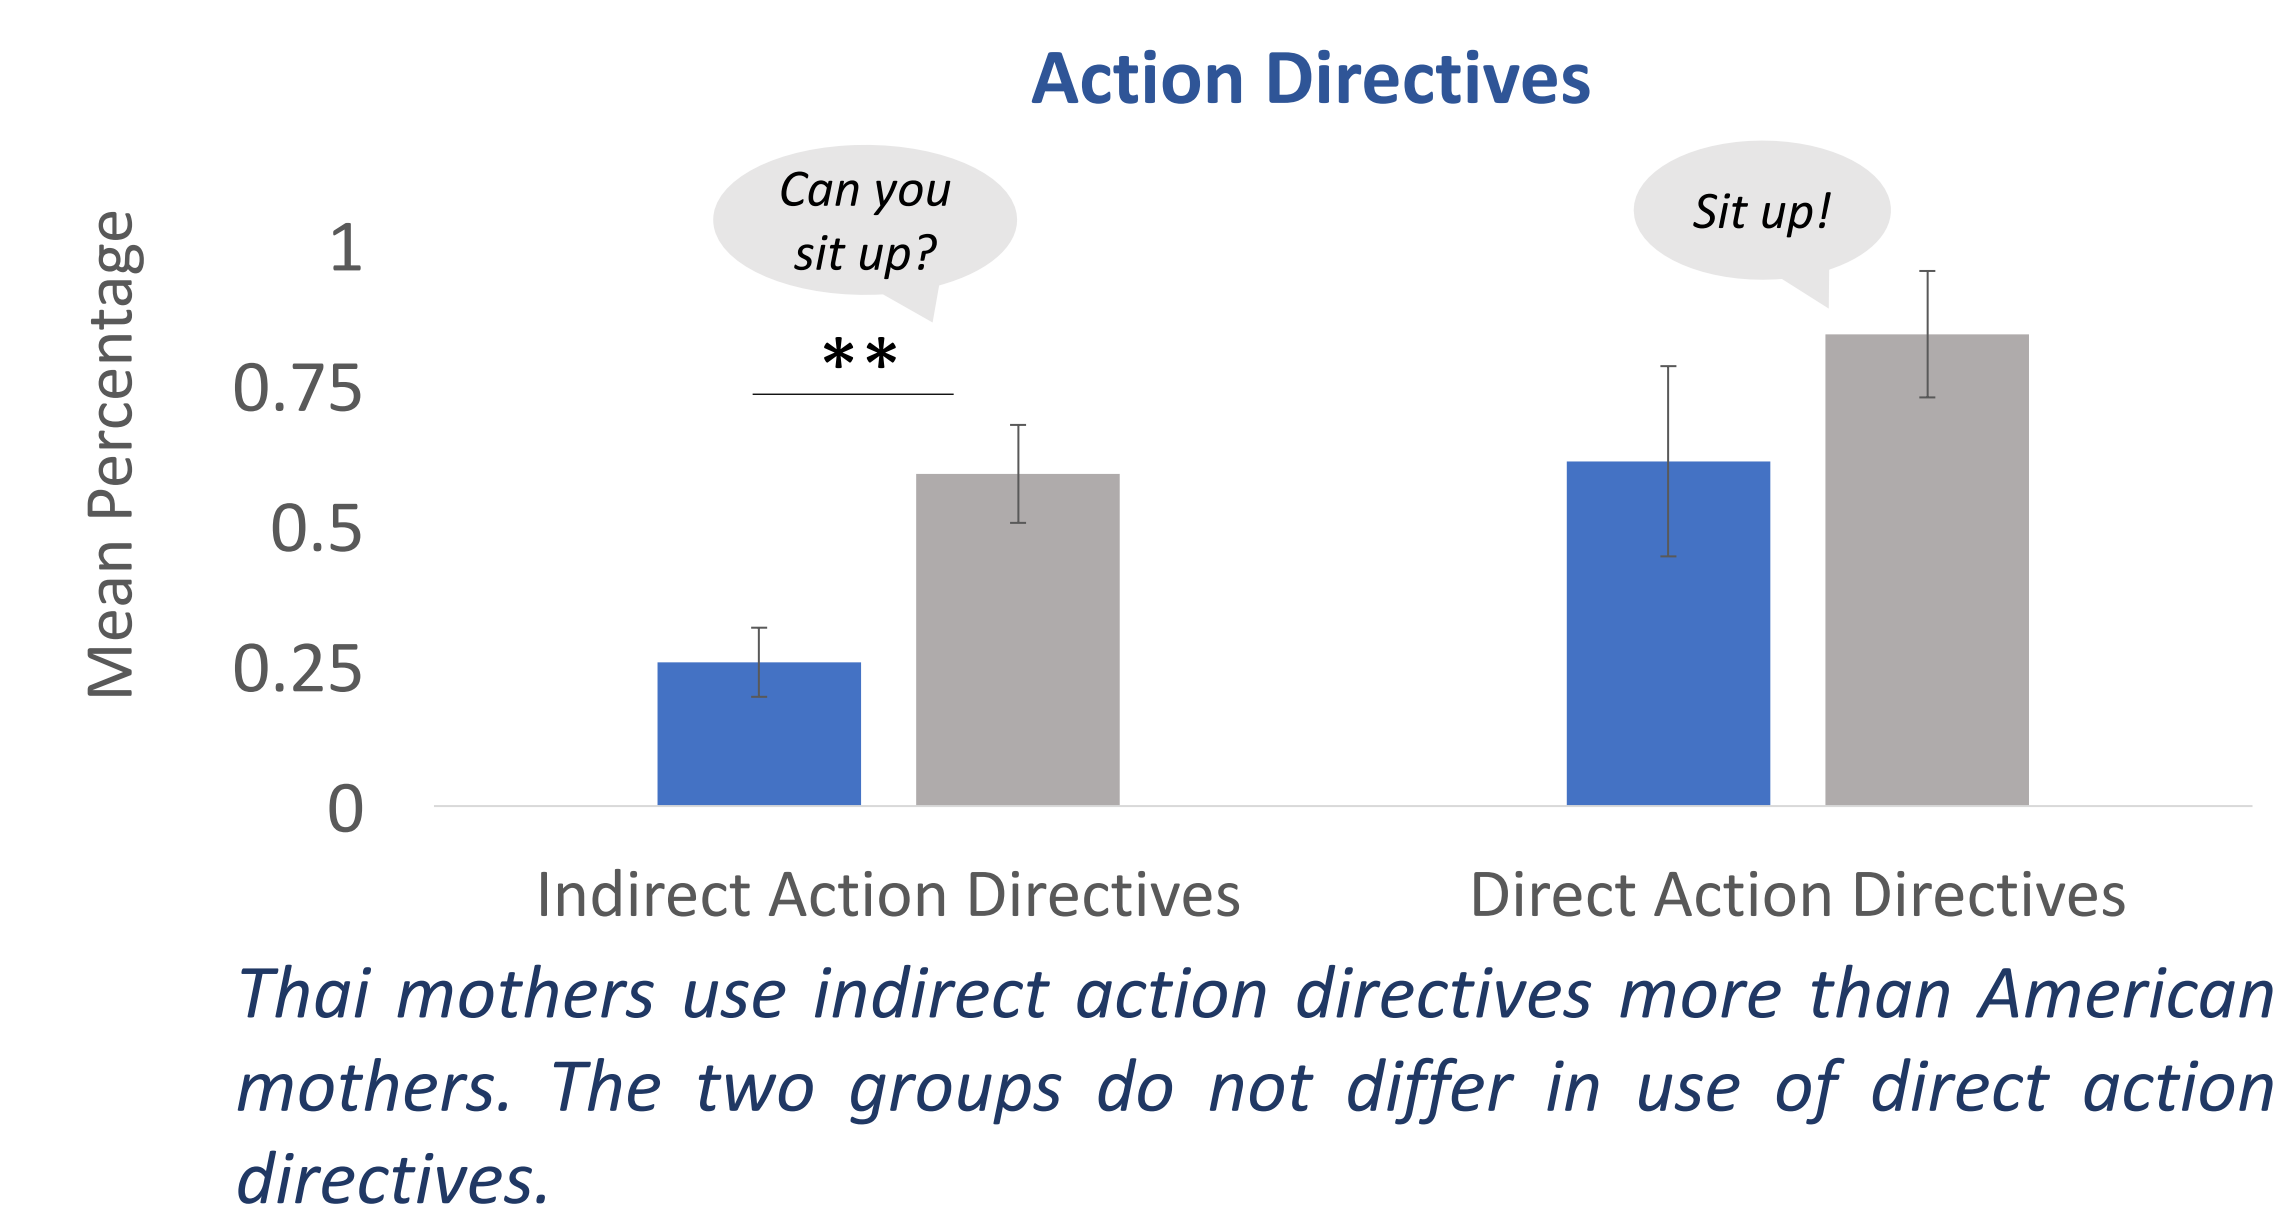 Action Directives
Can you
sit up?
Sit up!
**
Mean Percentage
1
0.75
0.5
0.25
0
Indirect Action Directives
Direct Action Directives
Thai mothers use indirect action directives more than American
mothers. The two groups do not differ in use of direct action
directives.